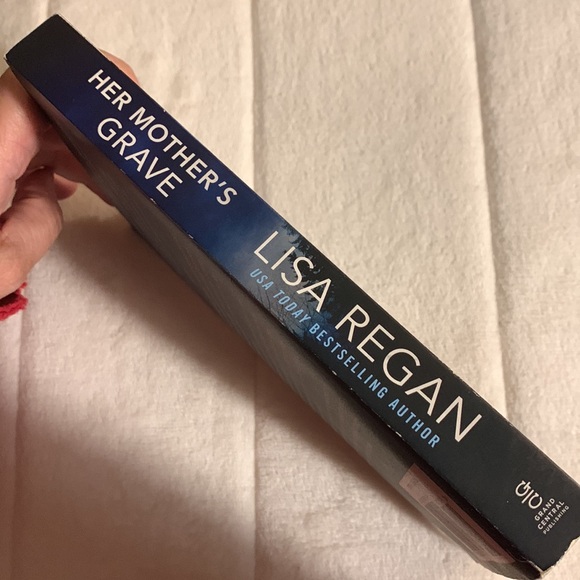 HER MOTHER'S
GRAVE
LISA REGAN
USA TODAY BESTSELLING AUTHOR
GRAND
CENTRAL
PUBLISHING